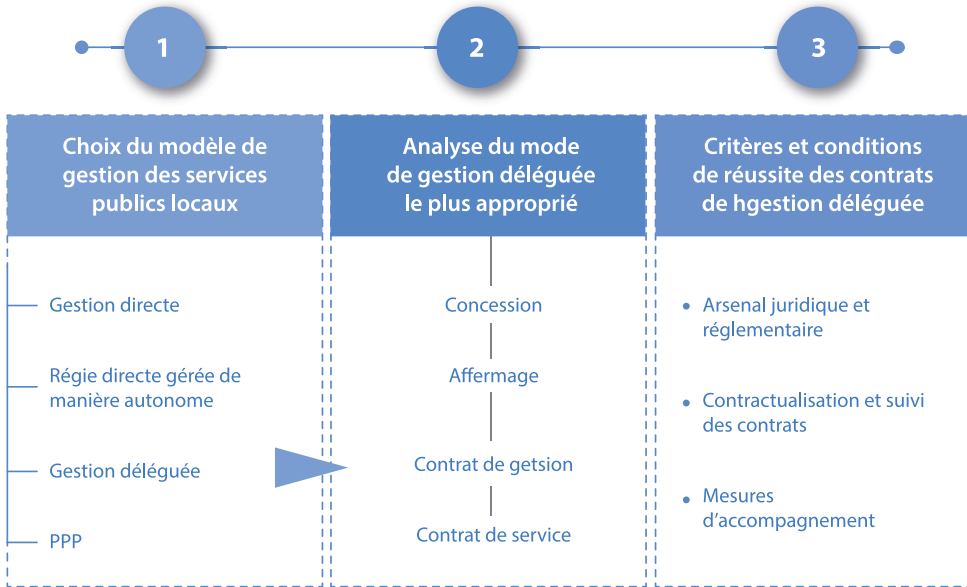 1
2
3
Choix du modèle de
gestion des services
publics locaux
Gestion directe
Régie directe gérée de
manière autonome
Gestion déléguée
PPP
Analyse du mode
de gestion déléguée
le plus approprié
Concession
Affermage
Contrat de getsion
Contrat de service
Critères et conditions
de réussite des contrats
de hgestion déléguée
• Arsenal juridique et
réglementaire
• Contractualisation et suivi
des contrats
• Mesures
d'accompagnement